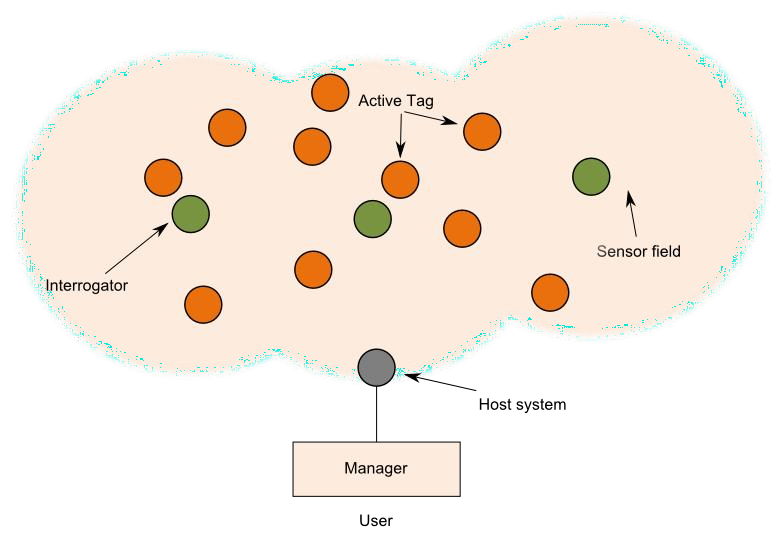 Active Tag
Sensor field
Interrogator
Host system
Manager
User